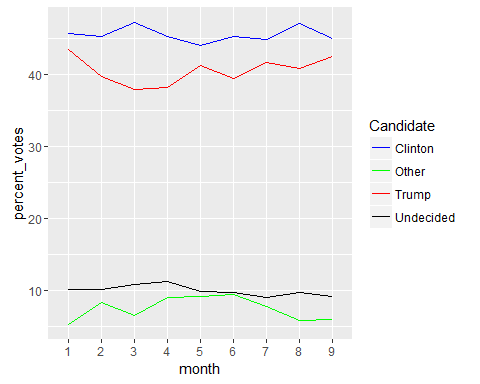 percent_votes
40
30
20
10
1 2 3 4 5 6 7 8 9
month
Candidate
Clinton
Other
Trump
Undecided